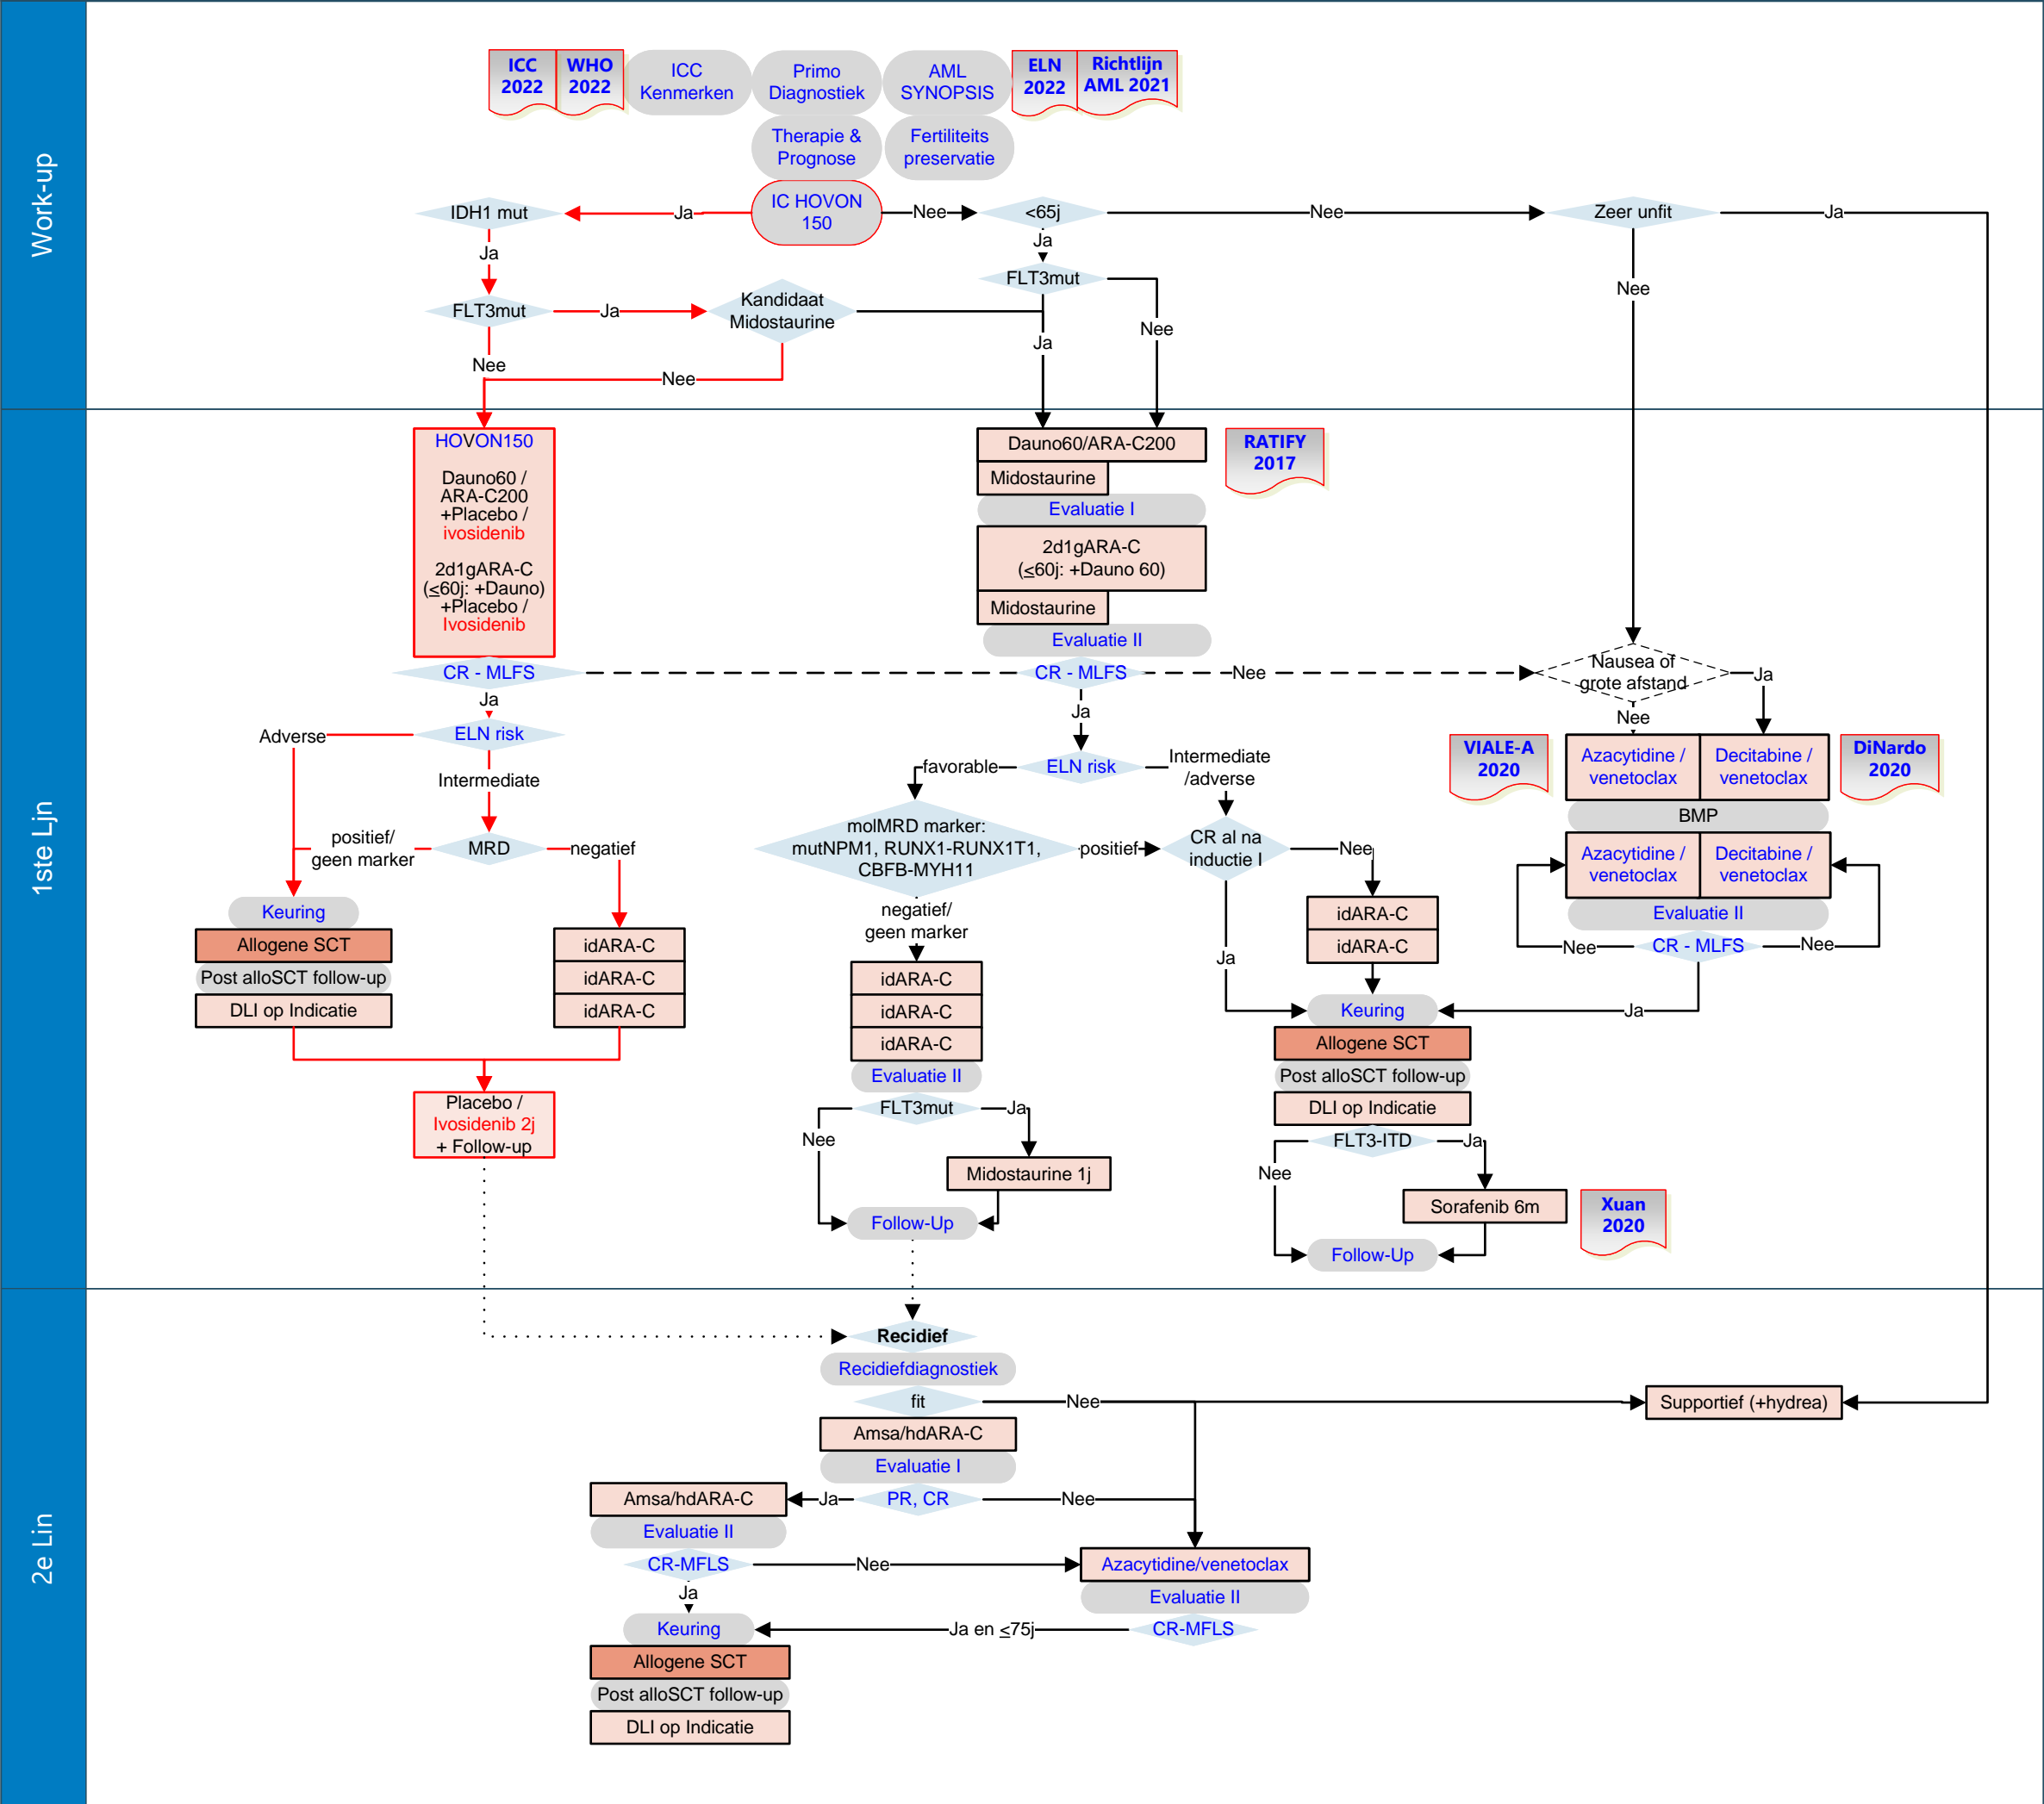 Work-up
ICC
2022
WHO
2022
ICC
Kenmerken
Primo
Diagnostiek
AML
SYNOPSIS
ELN
2022
Richtlijn
AML 2021
Therapie &
Prognose
Fertiliteits
preservatie
IDH1 mut
Ja
IC HOVON
150
Nee
<65j
Nee
Zeer unfit
Ja
Ja
Ja
FLT3mut
Nee
FLT3mut
Ja
Kandidaat
Midostaurine
Ja
Nee
Nee
Nee
1ste Ljn
HOVON150
Dauno60 /
ARA-C200
+Placebo /
ivosidenib
2d1gARA-C
(≤60j: +Dauno)
+Placebo /
Ivosidenib
Dauno60/ARA-C200
Midostaurine
Evaluatie I
2d1gARA-C
(≤60j: +Dauno 60)
Midostaurine
Evaluatie II
RATIFY
2017
CR - MLFS
CR - MLFS
Nee
Nausea of
grote afstand
Ja
Nee
Ja
ELN risk
Adverse
Intermediate
MRD
positief/
geen marker
negatief
Keuring
Allogene SCT
Post alloSCT follow-up
DLI op Indicatie
idARA-C
idARA-C
idARA-C
Placebo /
Ivosidenib 2j
+ Follow-up
Ja
ELN risk
favorable
Intermediate
/adverse
molMRD marker:
mutNPM1, RUNX1-RUNX1T1,
CBFB-MYH11
positief
CR al na
inductie I
Nee
Ja
negatief/
geen marker
idARA-C
idARA-C
idARA-C
Evaluatie II
FLT3mut
Ja
Nee
Midostaurine 1j
Follow-Up
idARA-C
idARA-C
Keuring
Allogene SCT
Post alloSCT follow-up
DLI op Indicatie
FLT3-ITD
Ja
Nee
Sorafenib 6m
Follow-Up
Xuan
2020
VIALE-A
2020
Azacytidine /
venetoclax
Decitabine /
venetoclax
DiNardo
2020
BMP
Azacytidine /
venetoclax
Decitabine /
venetoclax
Evaluatie II
Nee
CR - MLFS
Nee
Ja
2e Lin
Recidief
Recidiefdiagnostiek
fit
Nee
Supportief (+hydrea)
Amsa/hdARA-C
Evaluatie I
Amsa/hdARA-C
Ja
PR, CR
Nee
Evaluatie II
CR-MFLS
Nee
Azacytidine/venetoclax
Ja
Evaluatie II
Keuring
Ja en ≤75j
CR-MFLS
Allogene SCT
Post alloSCT follow-up
DLI op Indicatie